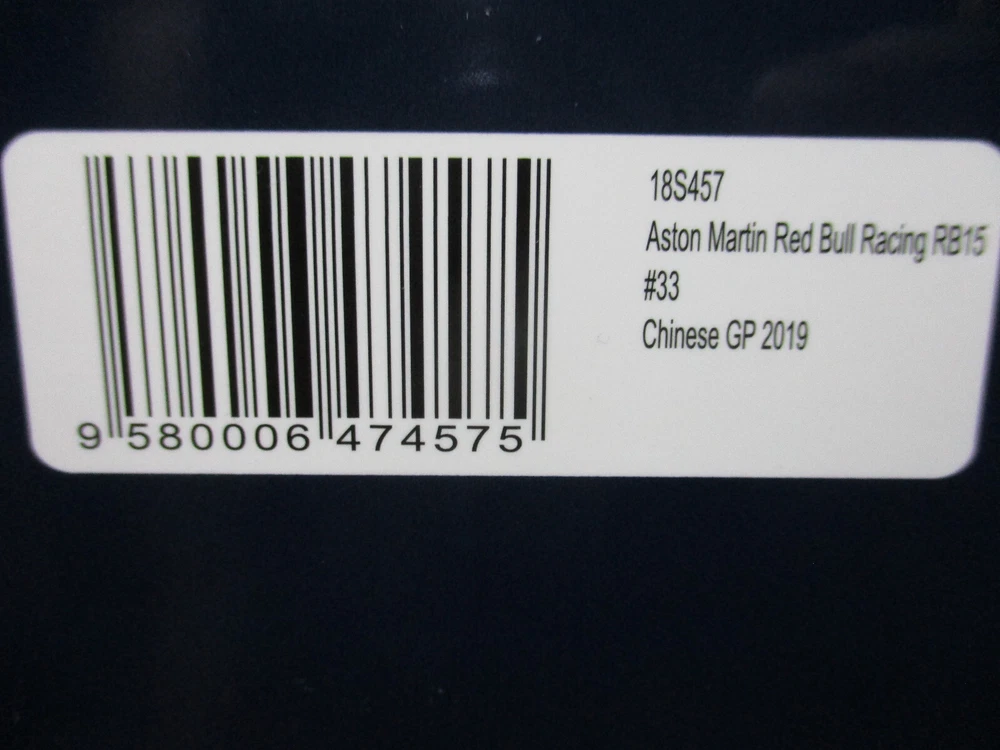 18S457
Aston Martin Red Bull Racing RB15
#33
Chinese GP 2019
9 580006 474575